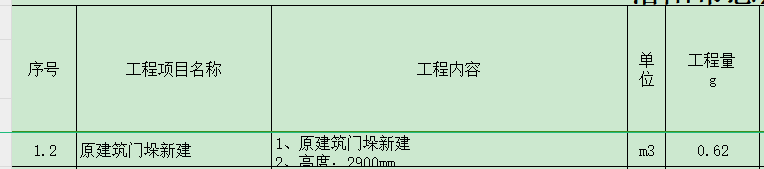 序号 工程项目名称 工程内容 单位 工程量
g
1.2 原建筑门垛新建 1、原建筑门垛新建 m3 0.62
2、高度：2900mm